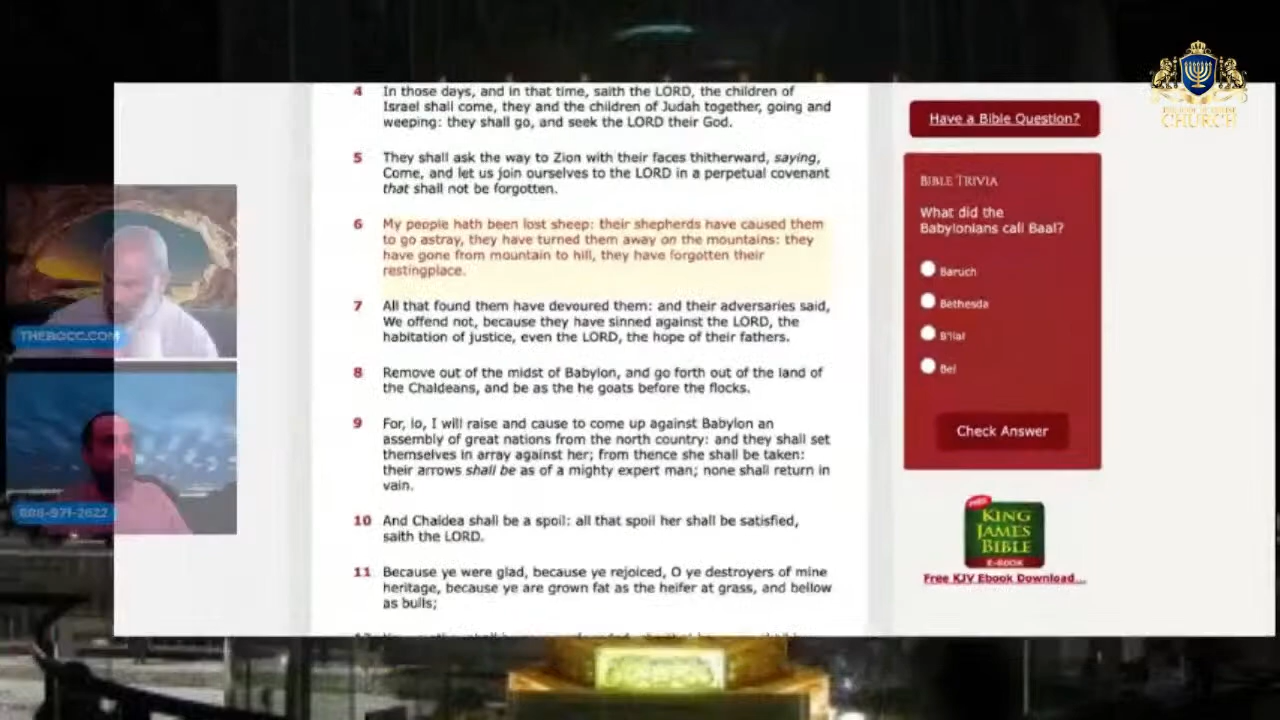 4 In those days, and in that time, saith the LORD, the children of
Israel shall come, they and the children of Judah together, going and
weeping: they shall go, and seek the LORD their God.
5 They shall ask the way to Zion with their faces thitherward, saying,
Come, and let us join ourselves to the LORD in a perpetual covenant
that shall not be forgotten.
6 My people hath been lost sheep: their shepherds have caused them
to go astray, they have turned them away on the mountains: they
have gone from mountain to hill, they have forgotten their
restingplace.
7 All that found them have devoured them: and their adversaries said,
We offend not, because they have sinned against the LORD, the
habitation of justice, even the LORD, the hope of their fathers.
8 Remove out of the midst of Babylon, and go forth out of the land of
the Chaldeans, and be as the he goats before the flocks.
9 For, lo, I will raise and cause to come up against Babylon an
assembly of great nations from the north country: and they shall set
themselves in array against her; from thence she shall be taken:
their arrows shall be as of a mighty expert man; none shall return in
vain.
10 And Chaldea shall be a spoil: all that spoil her shall be satisfied,
saith the LORD.
11 Because ye were glad, because ye rejoiced, O ye destroyers of mine
heritage, because ye are grown fat as the heifer at grass, and bellow
as bulls;
THEBOCC.COM
888-971-2622
CHURCH
Have a Bible Question?
BIBLE TRIVIA
What did the
Babylonians call Baal?
Baruch
Bethesda
B'lial
Bel
Check Answer
FREE
KING
JAMES
BIBLE
E-BOOK
Free KJV Ebook Download...